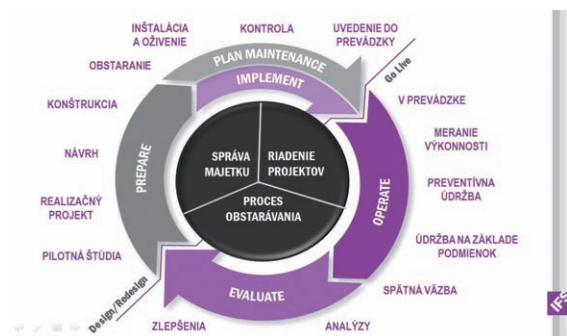 INŠTALÁCIA
A OŽIVENIE
KONTROLA
UVEDENIE DO
PREVÁDZKY
OBSTARANIE
PLAN MAINTENANCE
IMPLEMENT
Go Live
KONŠTRUKCIA
V PREVÁDZKE
NÁVRH
MERANIE
VÝKONNOSTI
PREPARE
SPRÁVA
MAJETKU
RIADENIE
PROJEKTOV
PROCES
OBSTARÁVANIA
OPERATE
PREVENTÍVNA
ÚDRŽBA
REALIZAČNÝ
PROJEKT
ÚDRŽBA NA ZÁKLADE
PODMIENOK
PILOTNÁ ŠTÚDIA
SPÄTNÁ VÄZBA
Design/Redesign
EVALUATE
ZLEPŠENIA
ANALÝZY
IFS